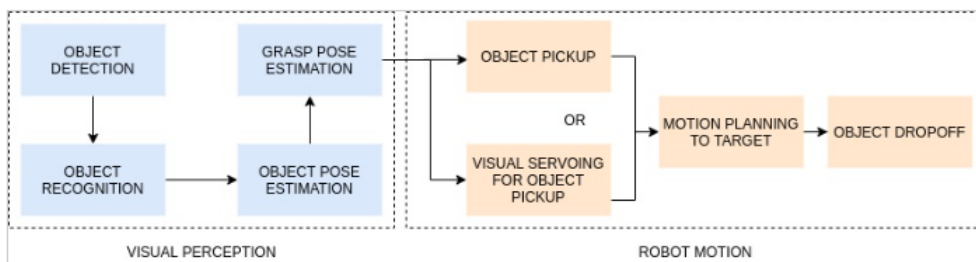 OBJECT
DETECTION
OBJECT
RECOGNITION
OBJECT POSE
ESTIMATION
GRASP POSE
ESTIMATION
VISUAL PERCEPTION
OBJECT PICKUP
OR
VISUAL SERVOING
FOR OBJECT
PICKUP
MOTION PLANNING
TO TARGET
OBJECT DROPOFF
ROBOT MOTION